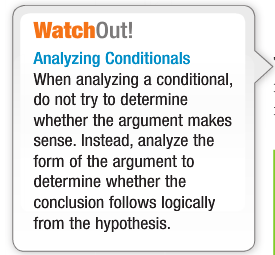 WatchOut!
Analyzing Conditionals
When analyzing a conditional,
do not try to determine
whether the argument makes
sense. Instead, analyze the
form of the argument to
determine whether the
conclusion follows logically
from the hypothesis.